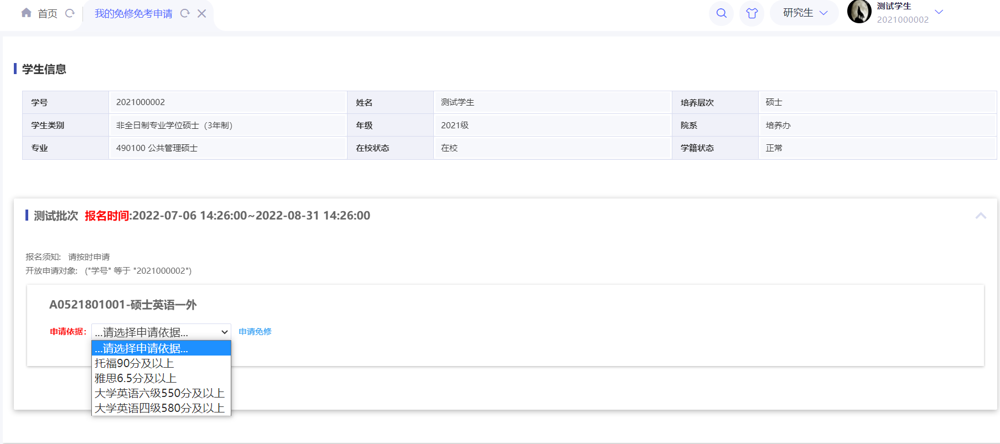 首页 我的免修免考申请 研究生 测试学生
2021000002
学生信息
学号 2021000002 姓名 测试学生 培养层次 硕士
学生类别 非全日制专业学位硕士（3年制） 年级 2021级 院系 培养办
专业 490100 公共管理硕士 在校状态 在校 学籍状态 正常
测试批次 报名时间:2022-07-06 14:26:00~2022-08-31 14:26:00
报名须知: 请按时申请
开放申请对象: ("学号" 等于 "2021000002")
A0521801001-硕士英语一外
申请依据: ...请选择申请依据... 申请免修
...请选择申请依据...
托福90分及以上
雅思6.5分及以上
大学英语六级550分及以上
大学英语四级580分及以上